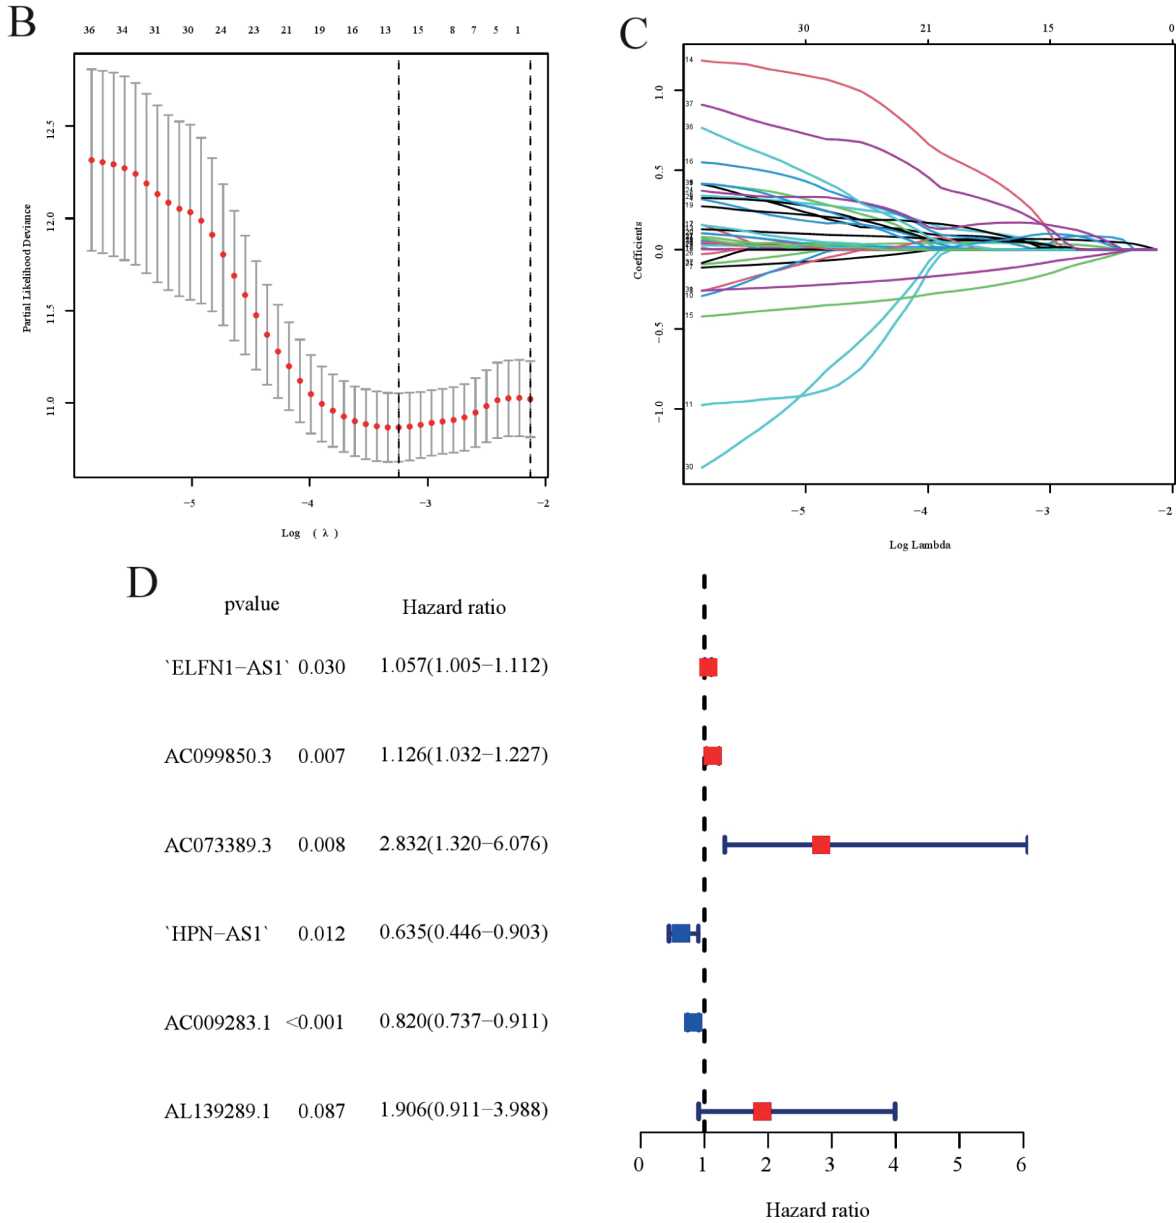 B
36 34 31 30 24 23 21 19 16 13 15 8 7 5 1
Partial Likelihood Deviance
12.5
12.0
11.5
11.0
−5 −4 −3 −2
Log ( λ )
C
30 21 15 0
Coefficients
1.0
0.5
0.0
−0.5
−1.0
14
37
36
16
19
10
15
11
30
−5 −4 −3 −2
Log Lambda
D
pvalue Hazard ratio
`ELFN1−AS1` 0.030 1.057(1.005−1.112)
AC099850.3 0.007 1.126(1.032−1.227)
AC073389.3 0.008 2.832(1.320−6.076)
`HPN−AS1` 0.012 0.635(0.446−0.903)
AC009283.1 <0.001 0.820(0.737−0.911)
AL139289.1 0.087 1.906(0.911−3.988)
0 1 2 3 4 5 6
Hazard ratio